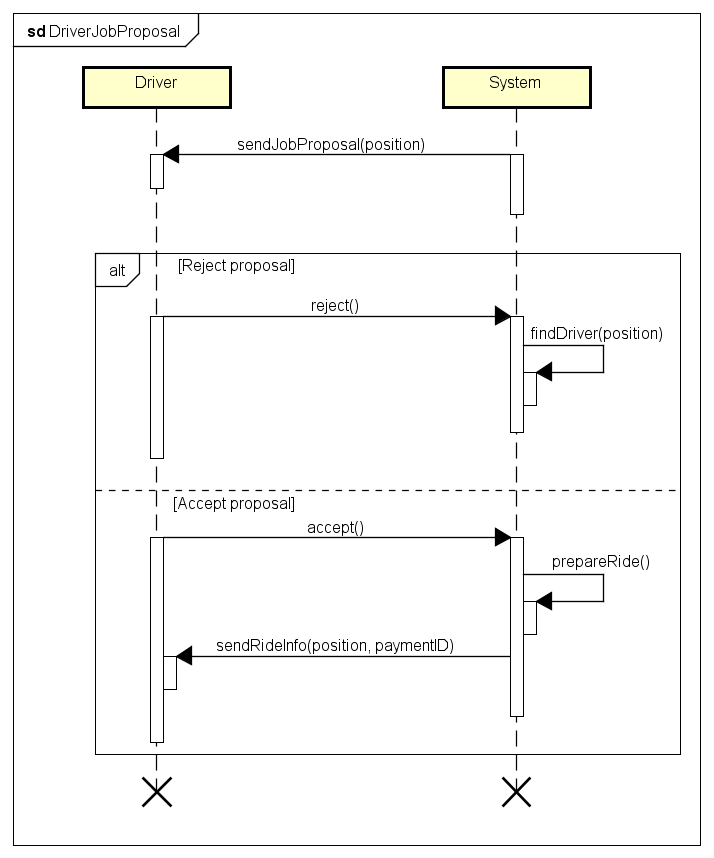 sd DriverJobProposal
Driver
System
sendJobProposal(position)
alt
[Reject proposal]
reject()
findDriver(position)
[Accept proposal]
accept()
prepareRide()
sendRideInfo(position, paymentID)